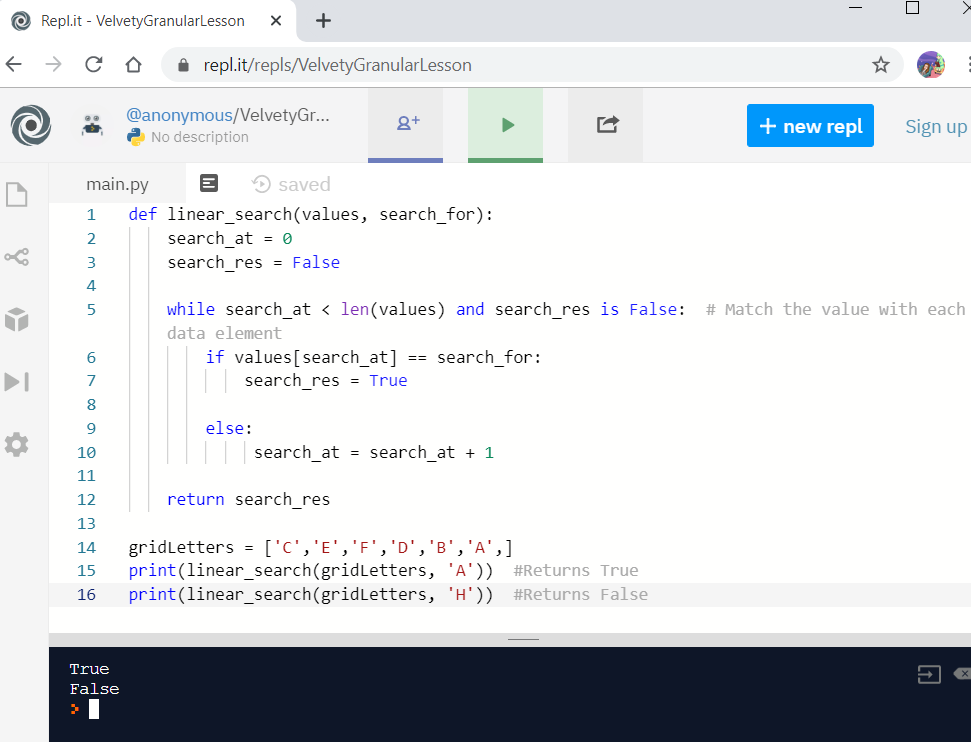 Repl.it - VelvetyGranularLesson
repl.it/repls/VelvetyGranularLesson
@anonymous/VelvetyGr...
No description
+ new repl
Sign up
main.py
saved
1 def linear_search(values, search_for):
2     search_at = 0
3     search_res = False
4
5     while search_at < len(values) and search_res is False:  # Match the value with each
data element
6         if values[search_at] == search_for:
7             search_res = True
8
9         else:
10             search_at = search_at + 1
11
12     return search_res
13
14 gridLetters = ['C','E','F','D','B','A',]
15 print(linear_search(gridLetters, 'A'))  #Returns True
16 print(linear_search(gridLetters, 'H'))  #Returns False
True
False
>